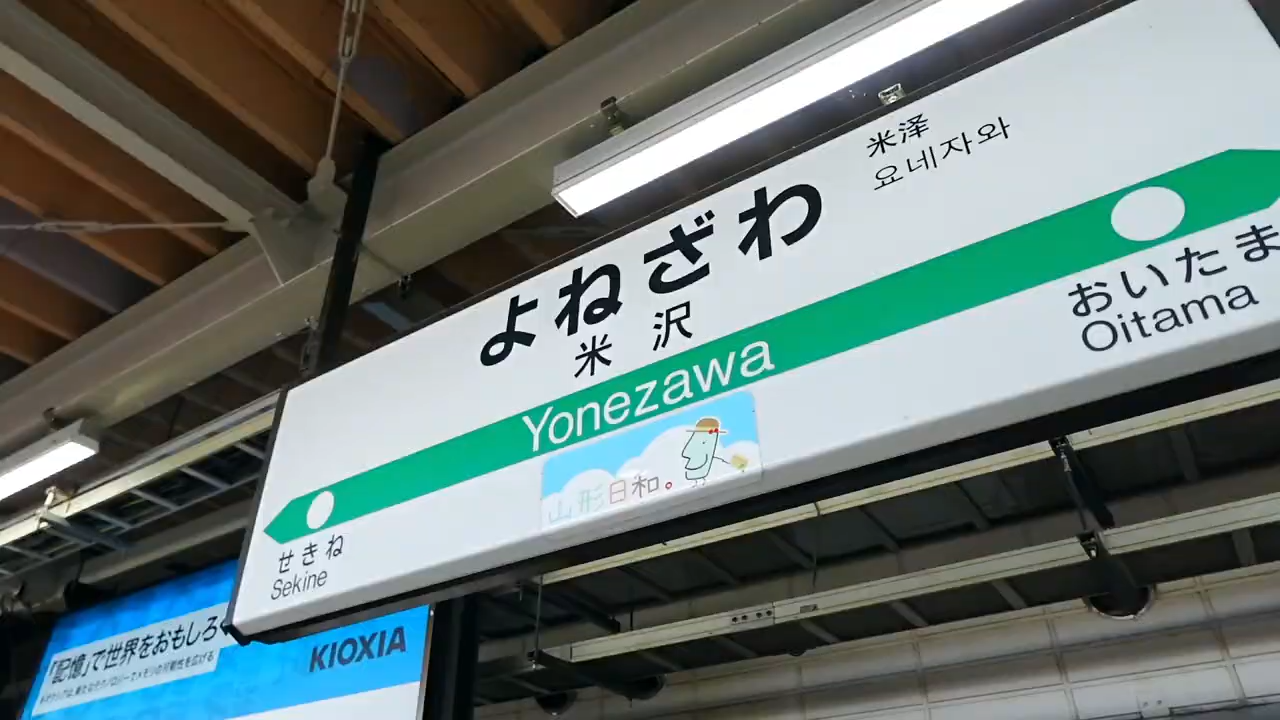 米泽
요네자와
よねざわ
米沢
Yonezawa
おいたま
Oitama
山形日和。
せきね
Sekine
「記憶」で世界をおもしろく
KIOXIA